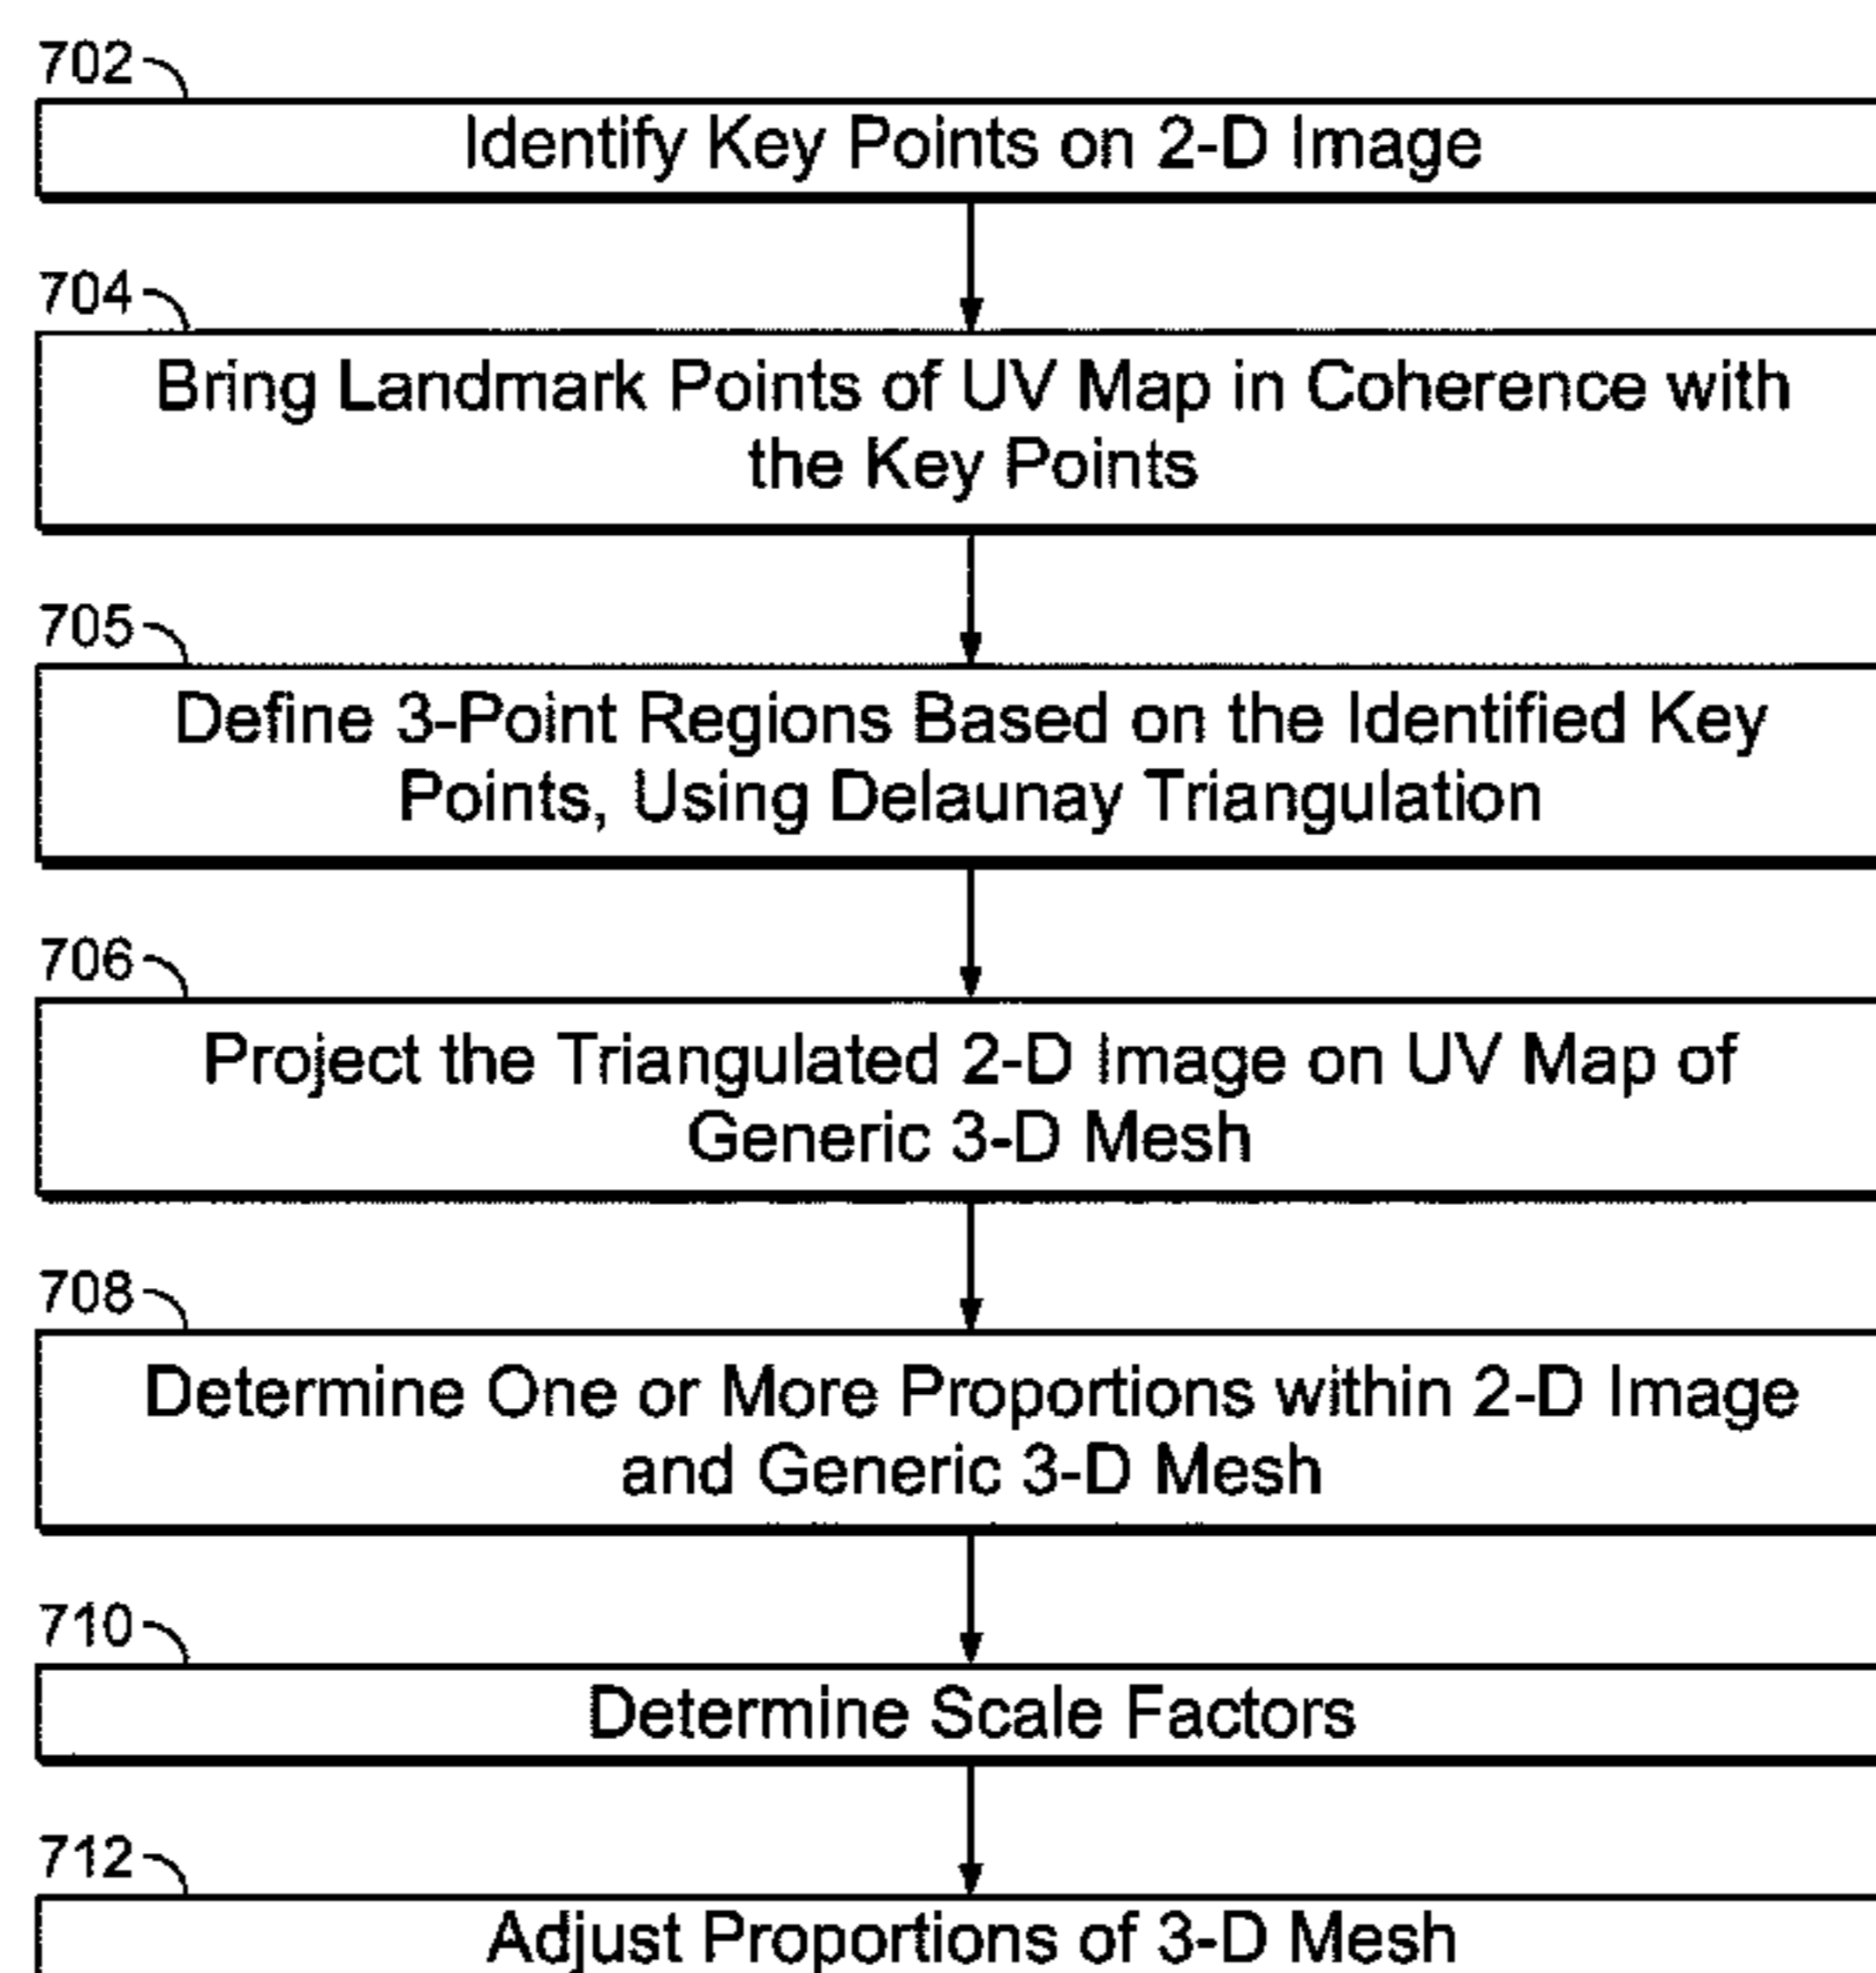 702
Identify Key Points on 2-D Image
704
Bring Landmark Points of UV Map in Coherence with
the Key Points
705
Define 3-Point Regions Based on the Identified Key
Points, Using Delaunay Triangulation
706
Project the Triangulated 2-D Image on UV Map of
Generic 3-D Mesh
708
Determine One or More Proportions within 2-D Image
and Generic 3-D Mesh
710
Determine Scale Factors
712
Adjust Proportions of 3-D Mesh